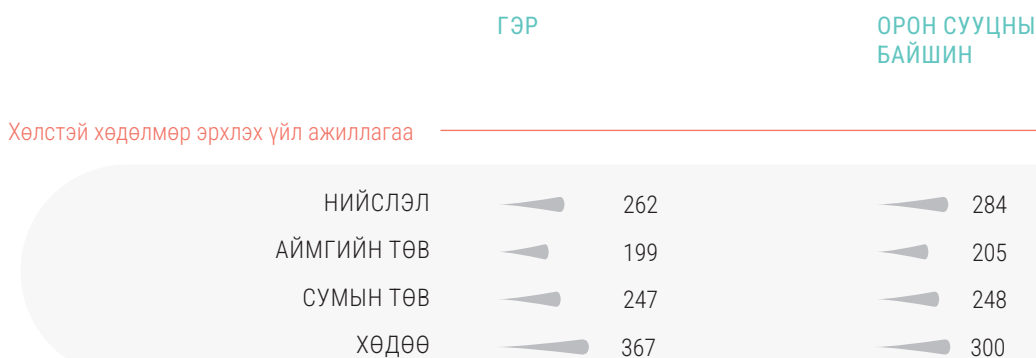 ГЭР
ОРОН СУУЦНЫ
БАЙШИН
Хөлстэй хөдөлмөр эрхлэх үйл ажиллагаа
НИЙСЛЭЛ 262 284
АЙМГИЙН ТӨВ 199 205
СУМЫН ТӨВ 247 248
ХӨДӨӨ 367 300